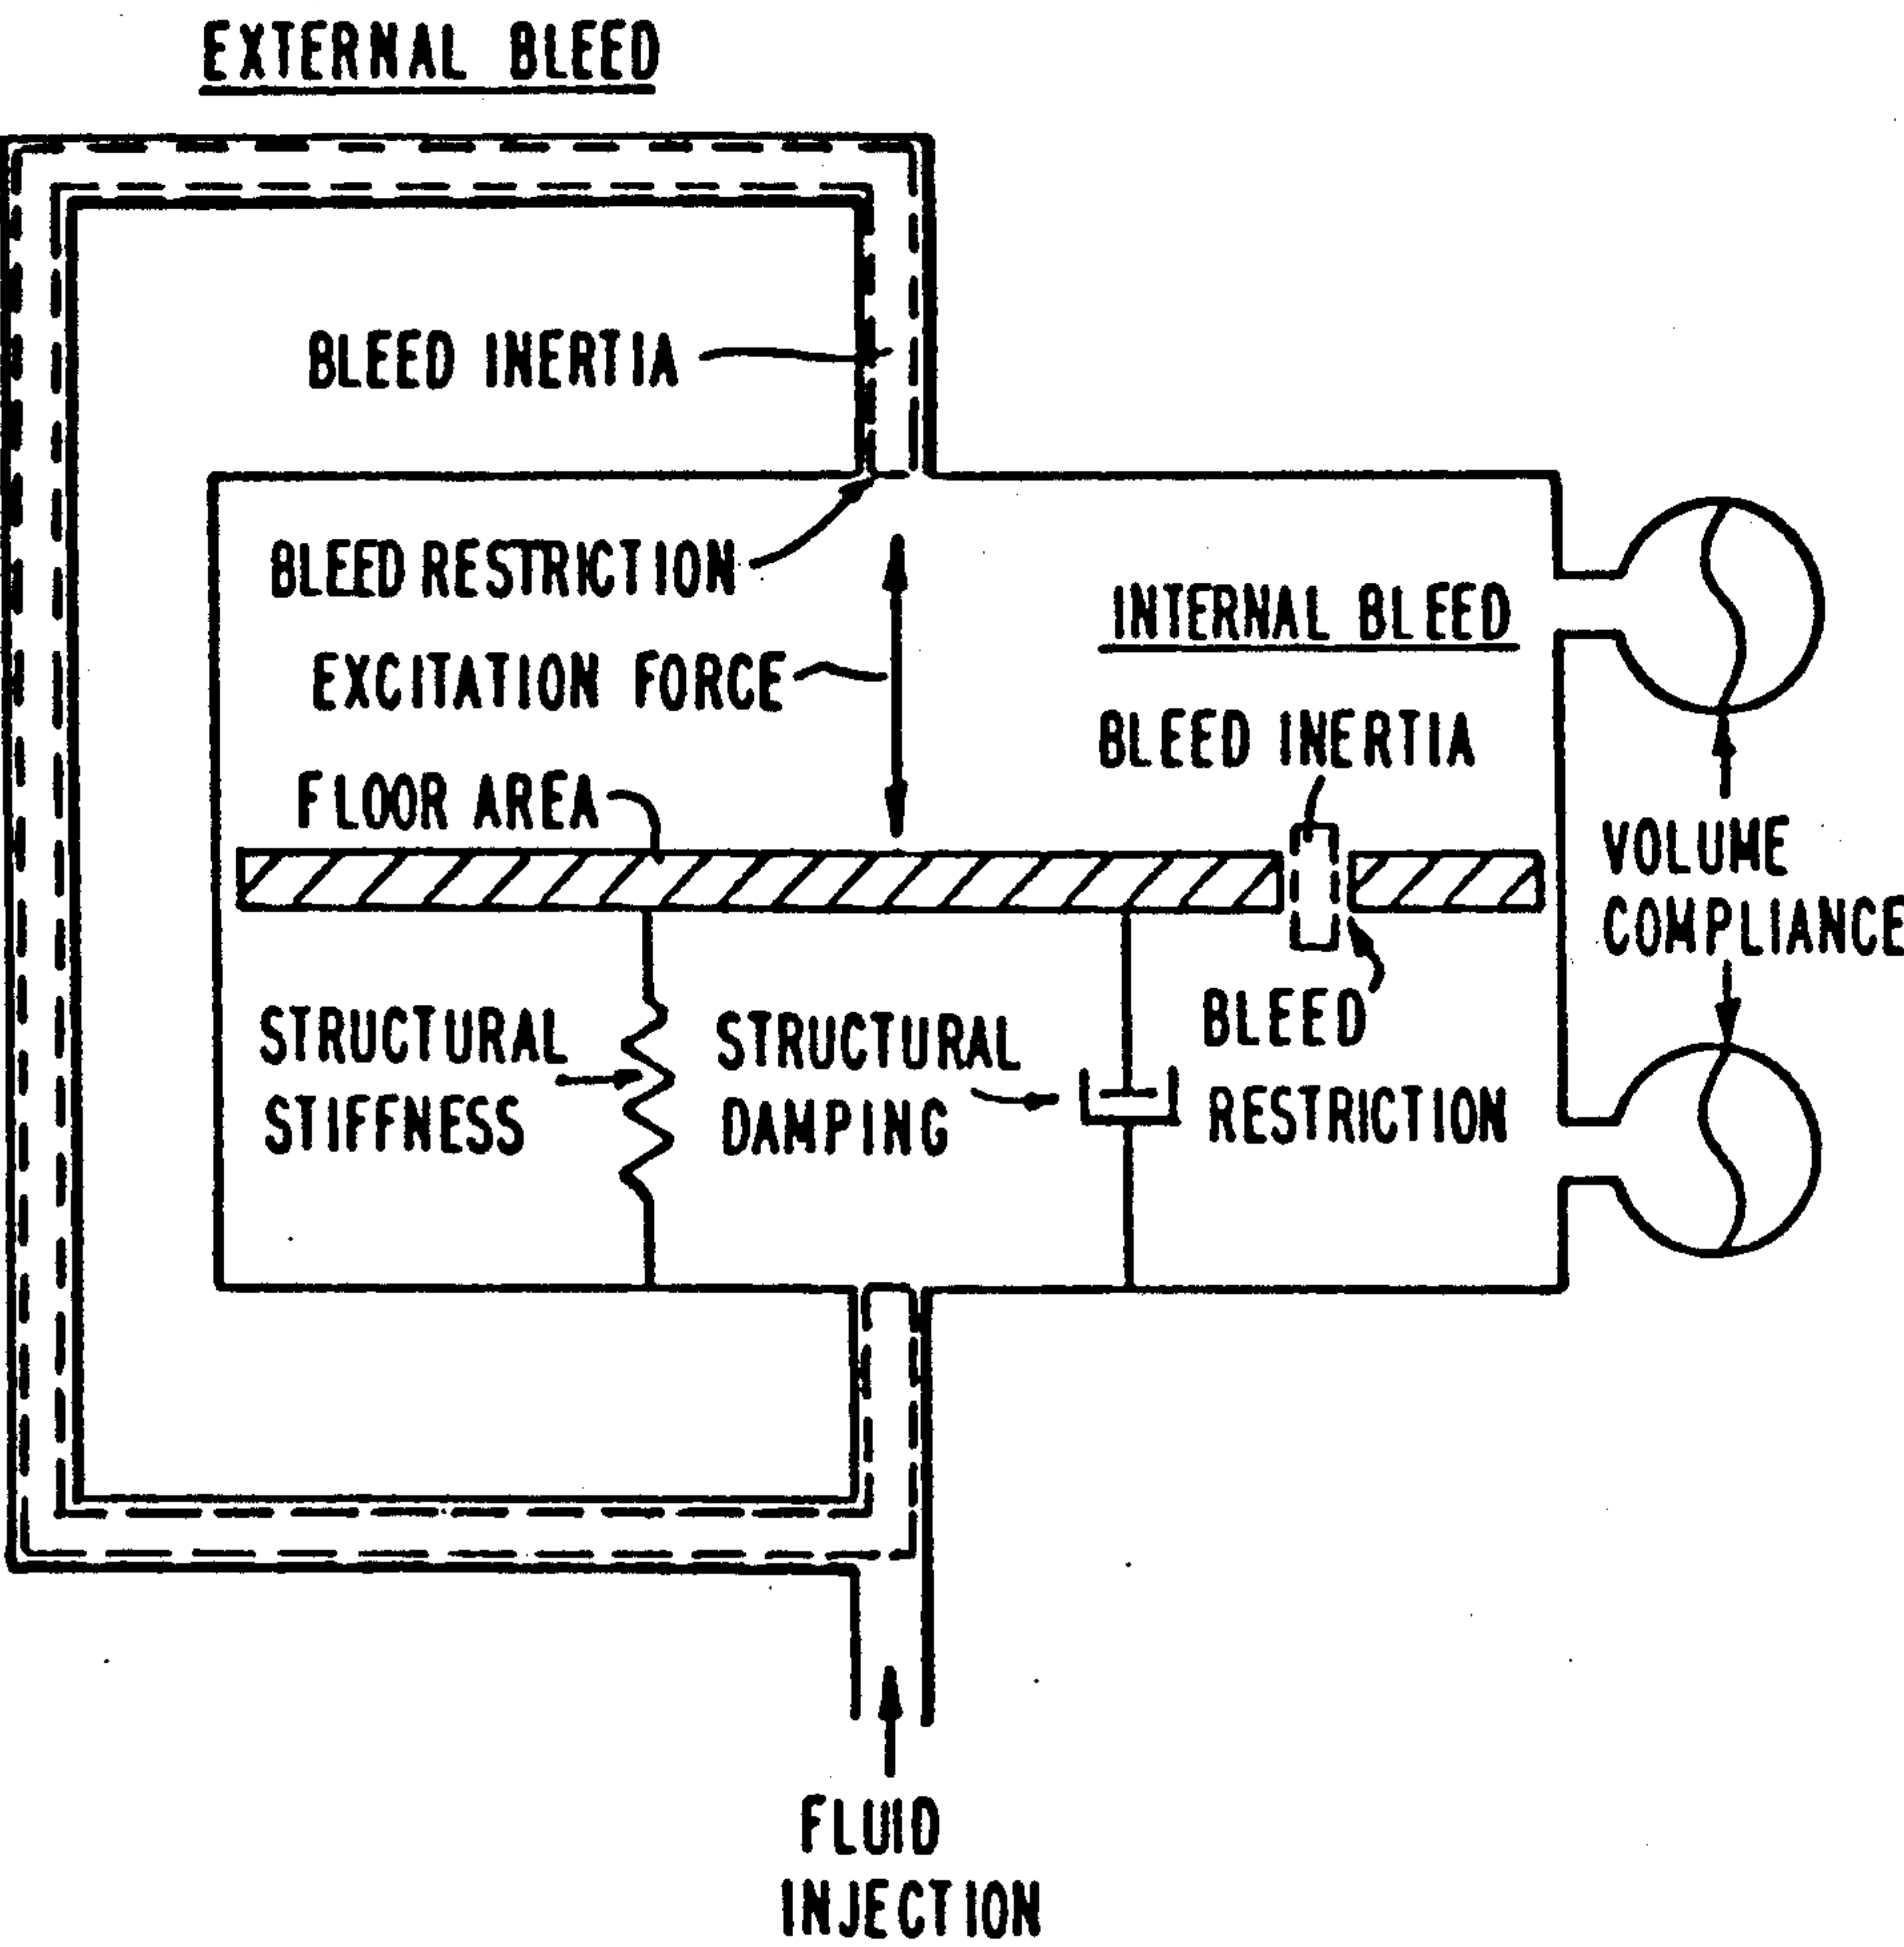 EXTERNAL BLEED
BLEED INERTIA
BLEED RESTRICTION
EXCITATION FORCE
FLOOR AREA
INTERNAL BLEED
BLEED INERTIA
VOLUME
COMPLIANCE
STRUCTURAL
STIFFNESS
STRUCTURAL
DAMPING
BLEED
RESTRICTION
FLUID
INJECTION